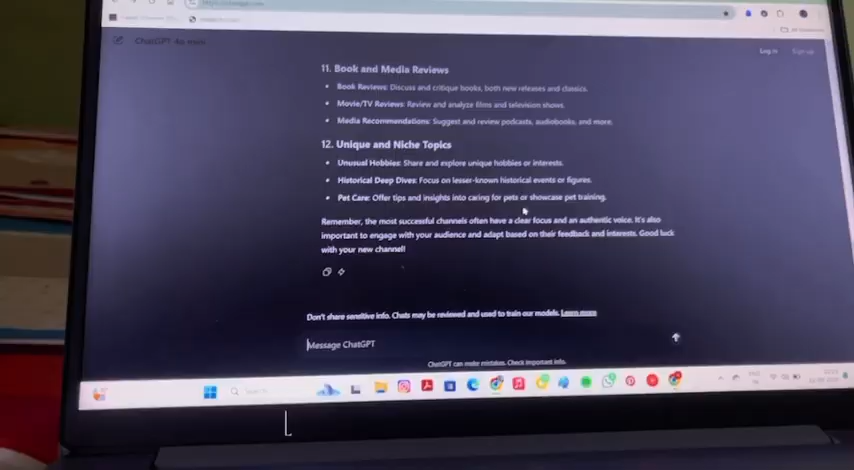 ChatGPT 4o mini
Log in
Sign up
11. Book and Media Reviews
• Book Reviews: Discuss and critique books, both new releases and classics.
• Movie/TV Reviews: Review and analyze films and television shows.
• Media Recommendations: Suggest and review podcasts, audiobooks, and more.
12. Unique and Niche Topics
• Unusual Hobbies: Share and explore unique hobbies or interests.
• Historical Deep Dives: Focus on lesser-known historical events or figures.
• Pet Care: Offer tips and insights into caring for pets or showcase pet training.
Remember, the most successful channels often have a clear focus and an authentic voice. It's also
important to engage with your audience and adapt based on their feedback and interests. Good luck
with your new channel!
Don't share sensitive info. Chats may be reviewed and used to train our models. Learn more
Message ChatGPT
ChatGPT can make mistakes. Check important info.